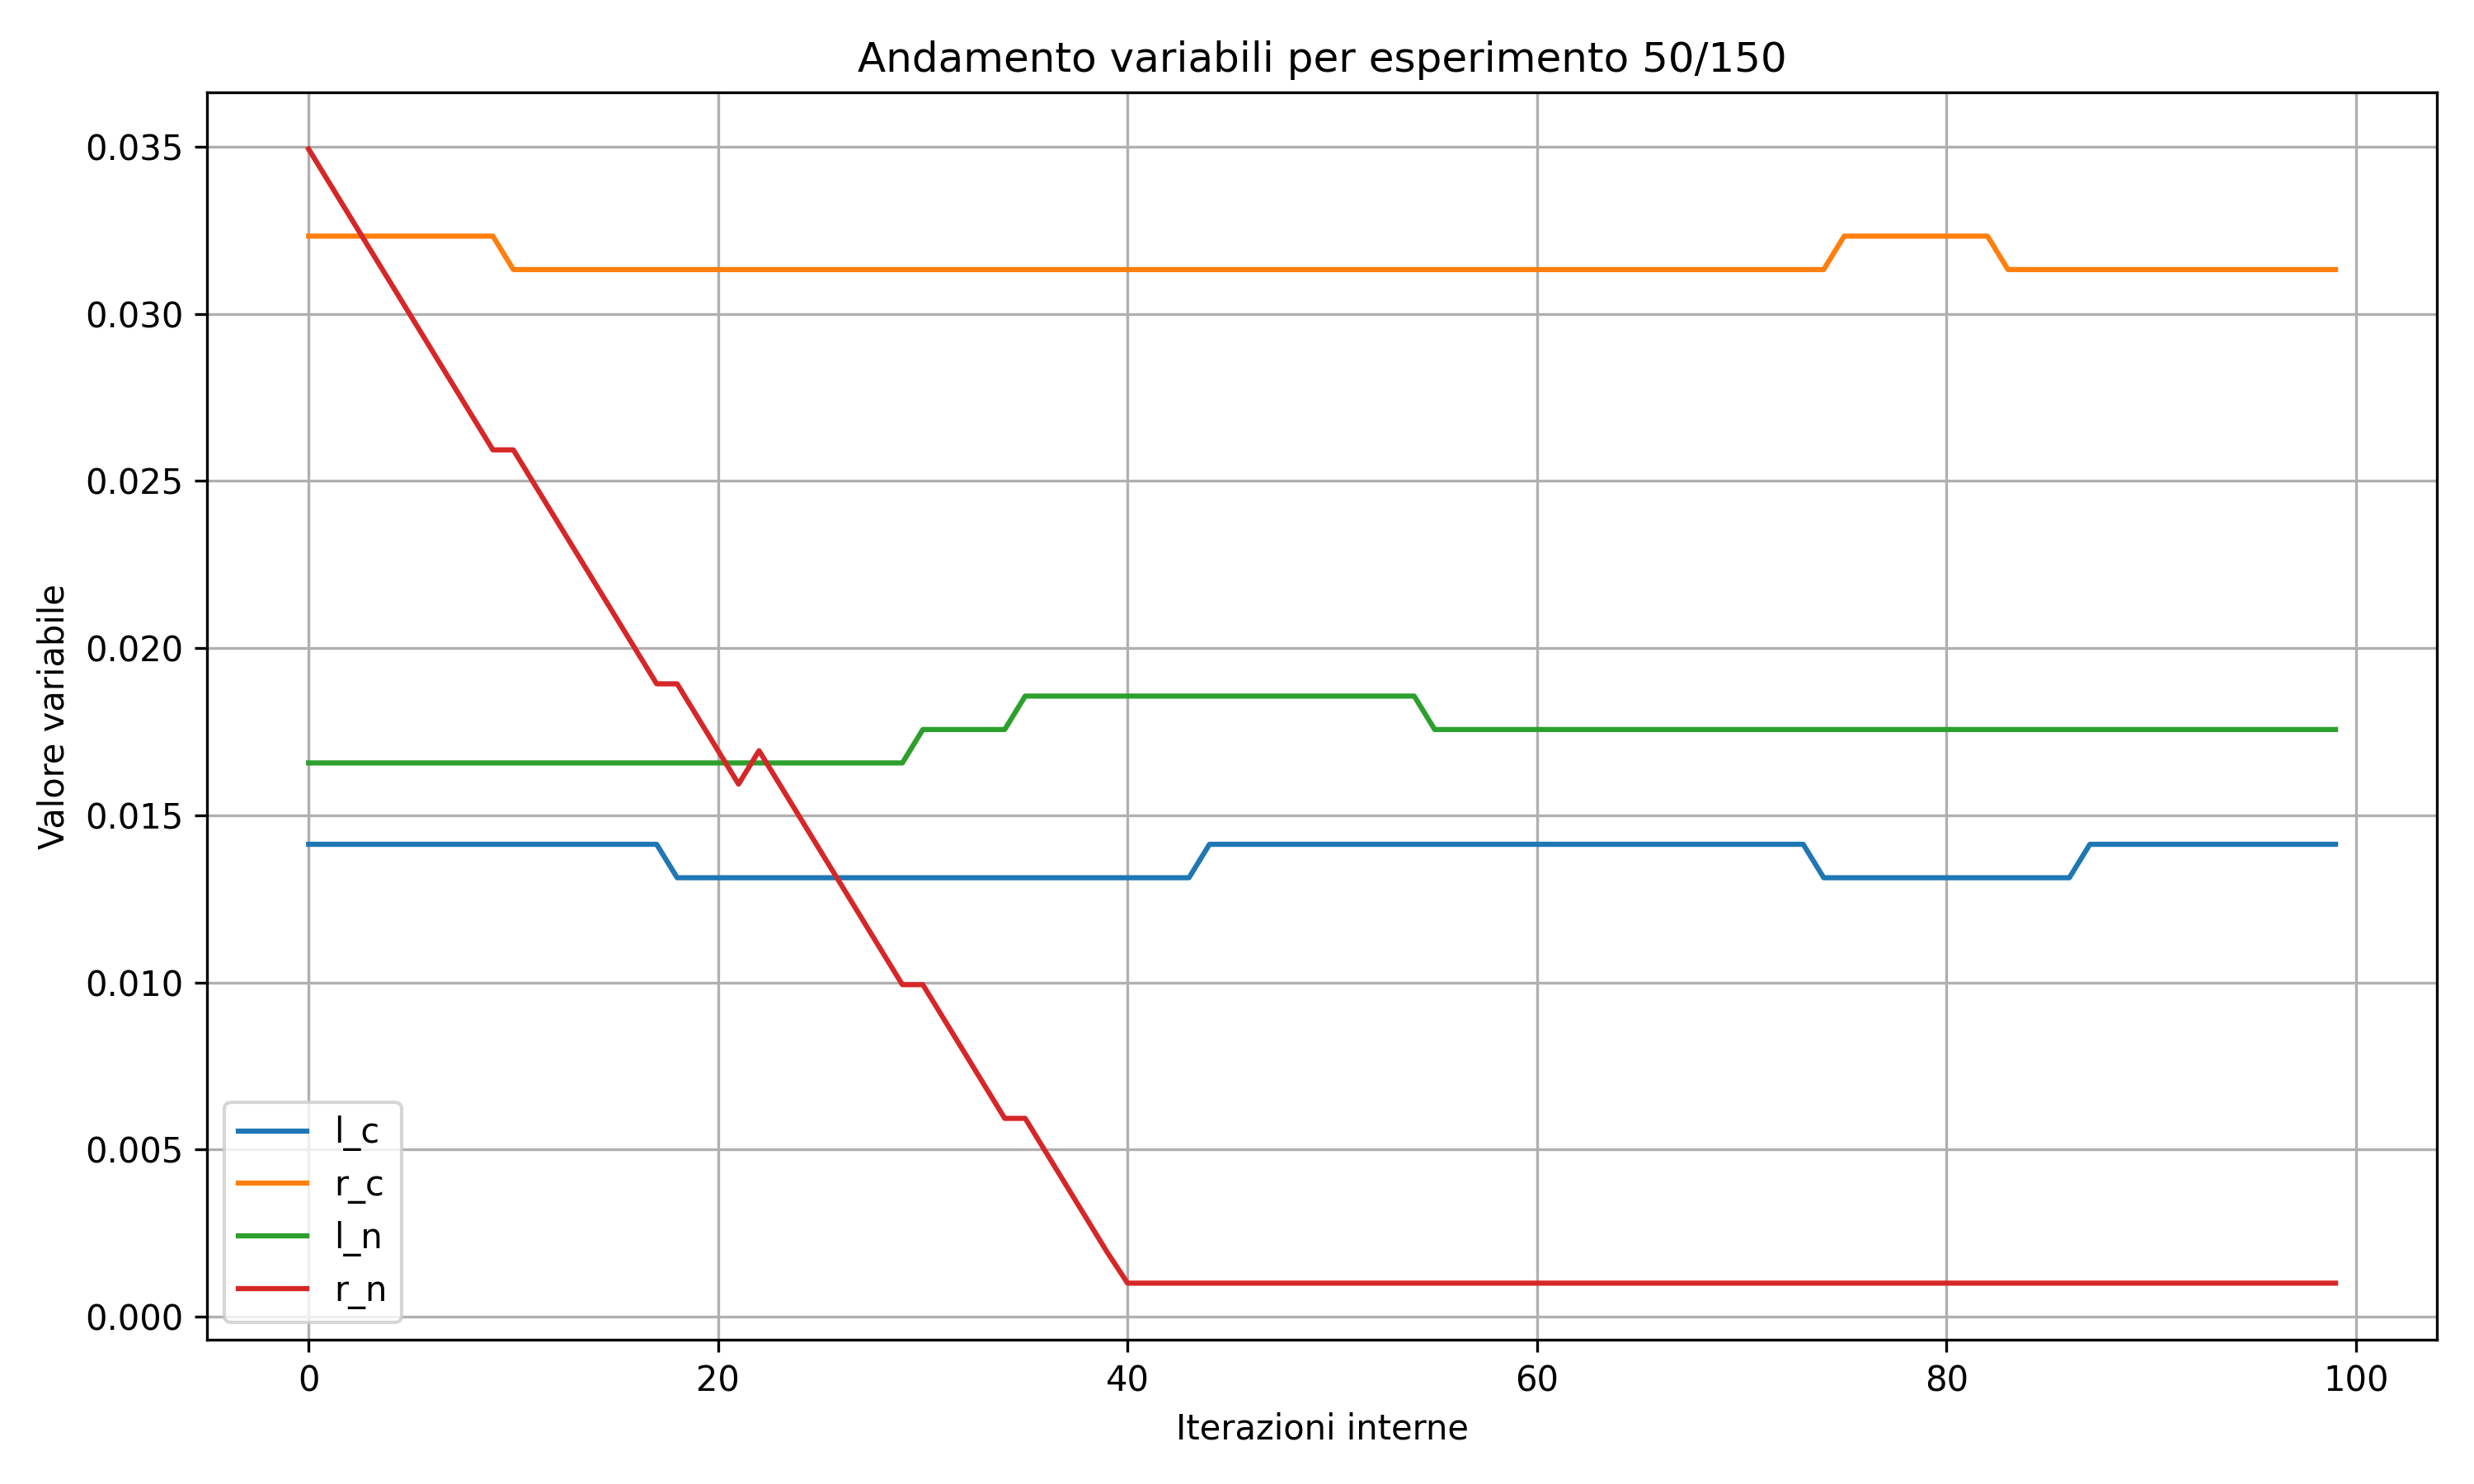 Andamento variabili per esperimento 50/150
Valore variabile
0.035
0.030
0.025
0.020
0.015
0.010
0.005
0.000
l_c
r_c
l_n
r_n
0 20 40 60 80 100
Iterazioni interne